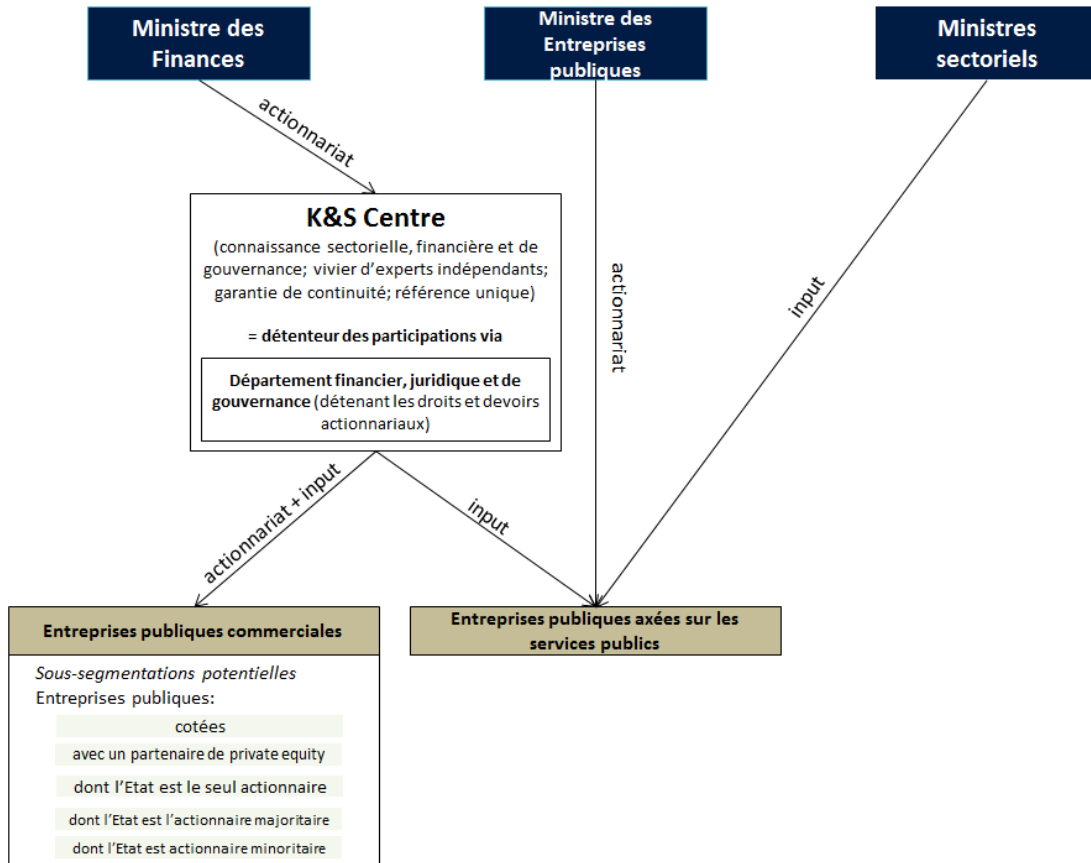 Ministre des
Finances
Ministre des
Entreprises
publiques
Ministres
sectoriels
actionnariat
K&S Centre
(connaissance sectorielle, financière et de
gouvernance; vivier d'experts indépendants;
garantie de continuité; référence unique)
= détenteur des participations via
Département financier, juridique et de
gouvernance (détenant les droits et devoirs
actionnariaux)
actionnariat
input
actionnariat + input
input
Entreprises publiques commerciales
Entreprises publiques axées sur les
services publics
Sous-segmentations potentielles
Entreprises publiques:
cotées
avec un partenaire de private equity
dont l'Etat est le seul actionnaire
dont l'Etat est l'actionnaire majoritaire
dont l'Etat est actionnaire minoritaire